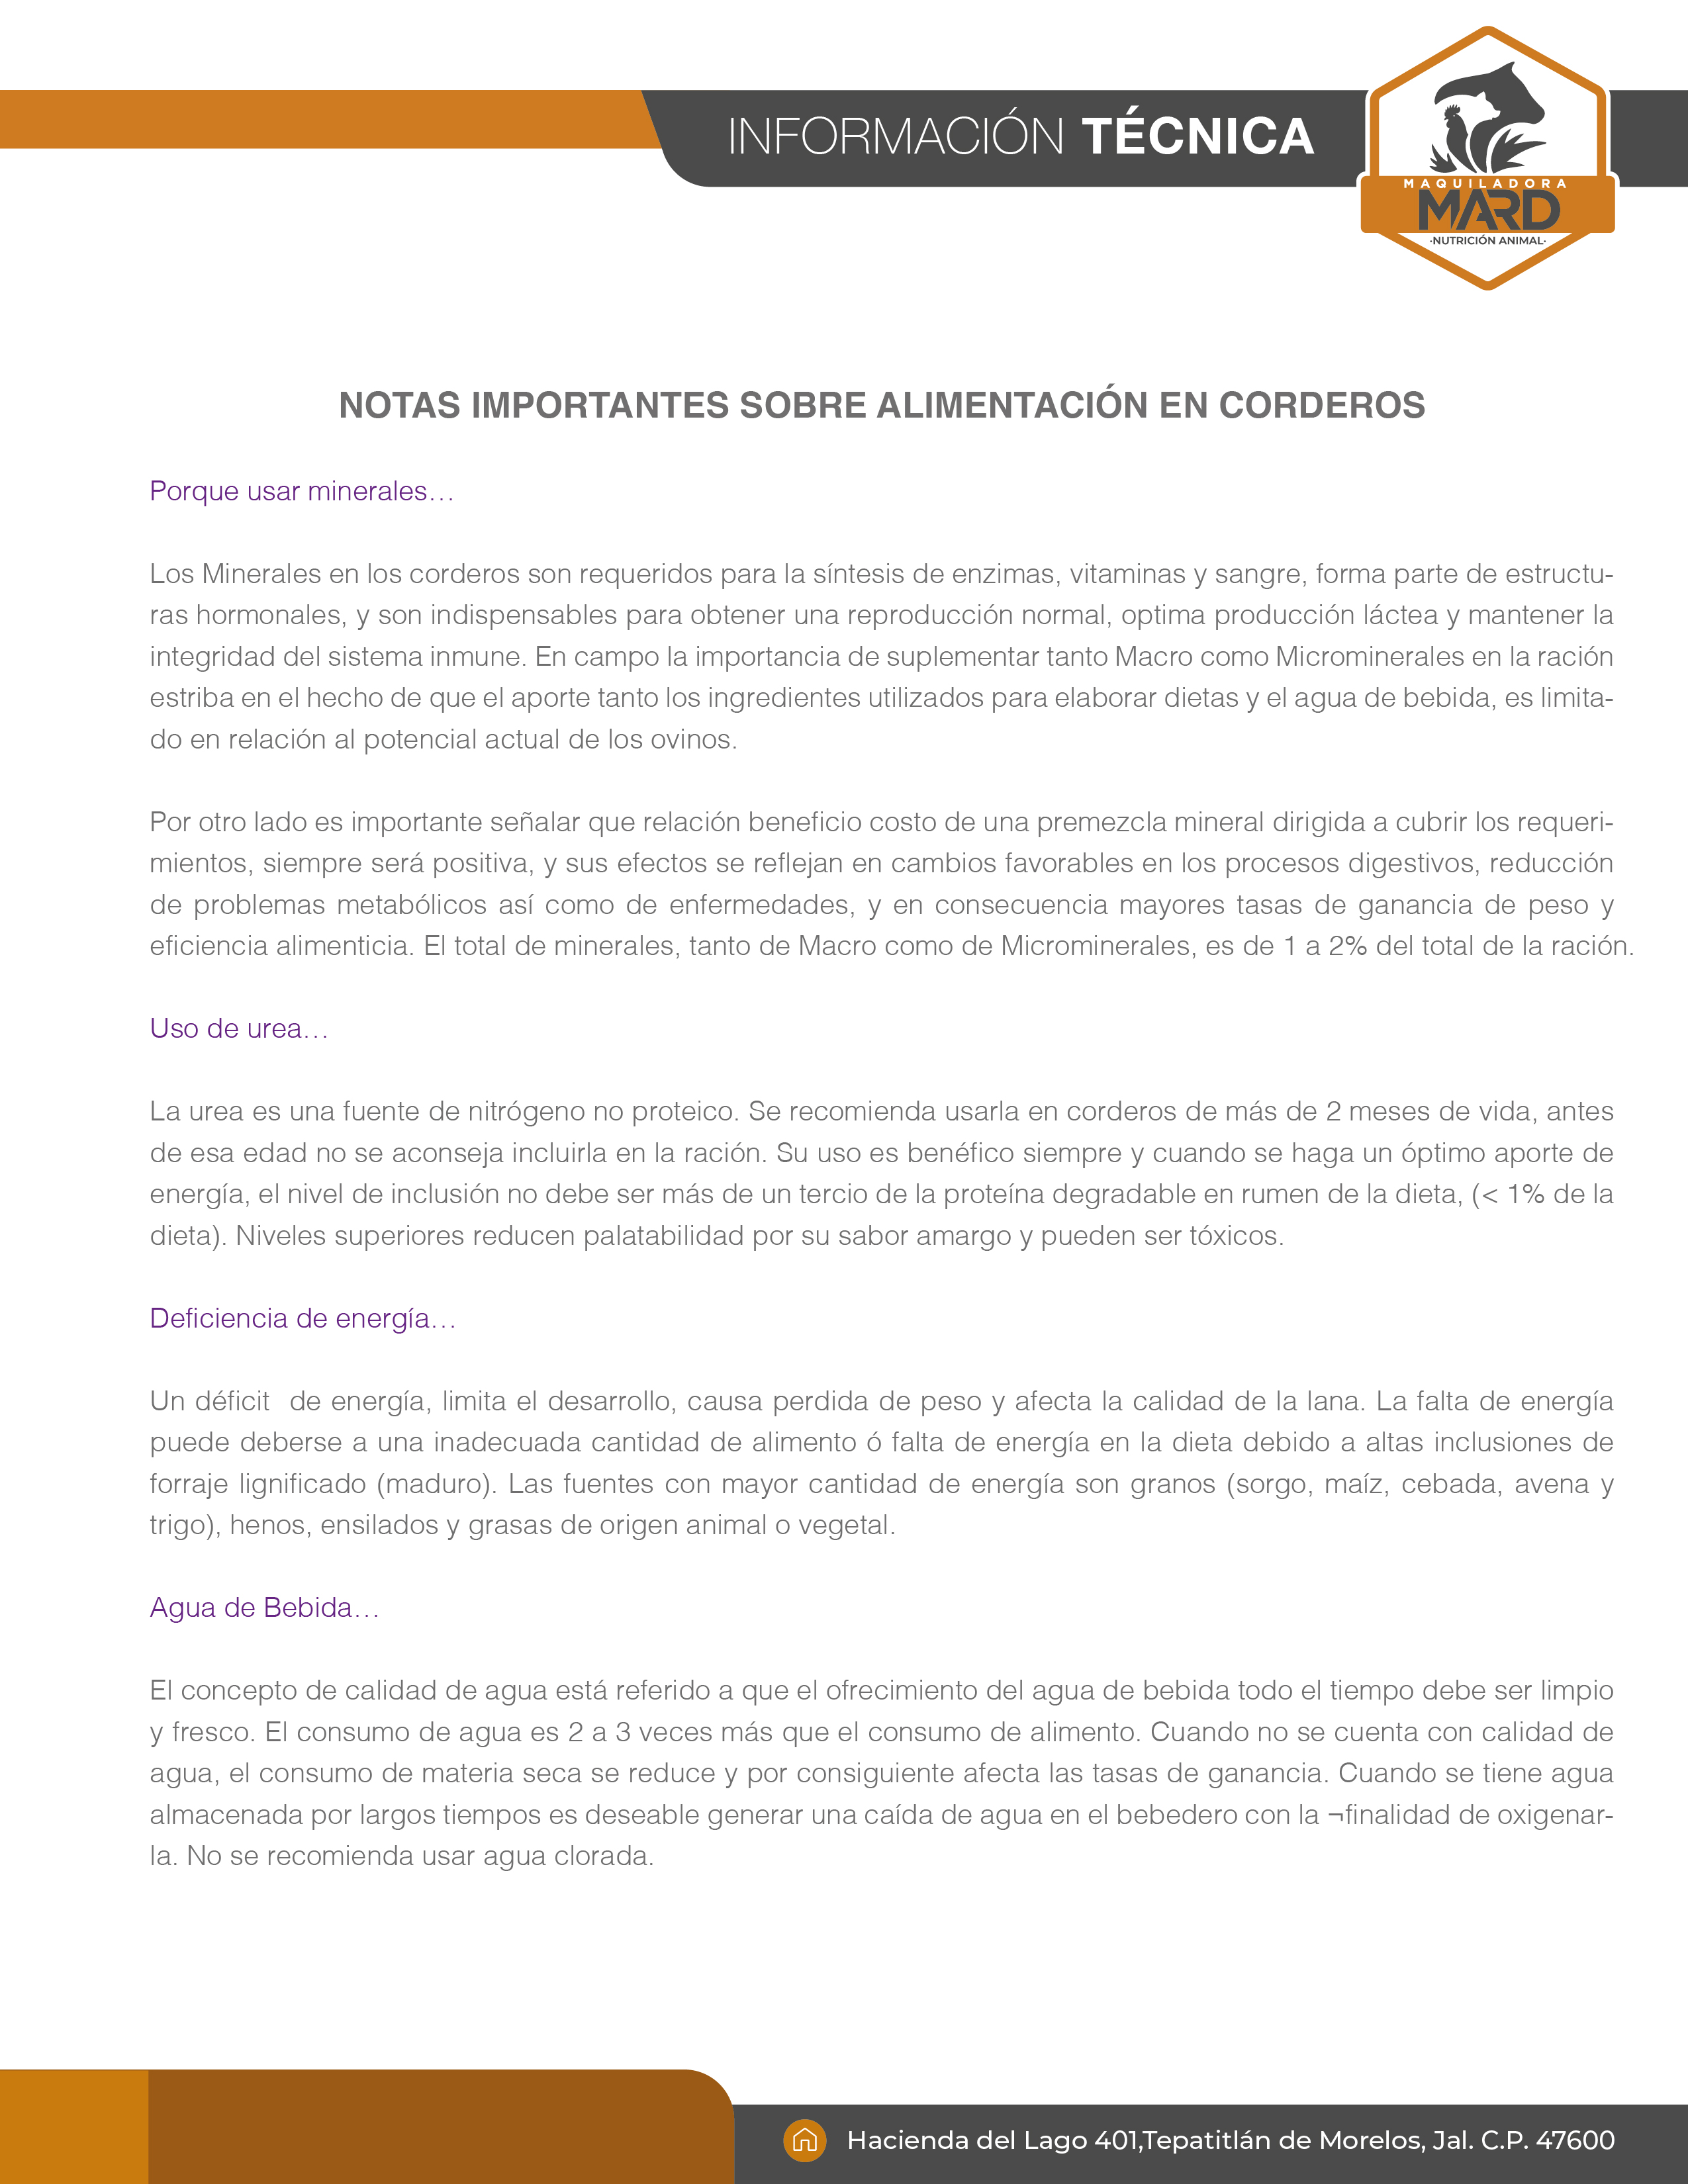 INFORMACIÓN TÉCNICA
MAQUILADORA
MARD
·NUTRICIÓN ANIMAL·
NOTAS IMPORTANTES SOBRE ALIMENTACIÓN EN CORDEROS
Porque usar minerales…
Los Minerales en los corderos son requeridos para la síntesis de enzimas, vitaminas y sangre, forma parte de estructu-
ras hormonales, y son indispensables para obtener una reproducción normal, optima producción láctea y mantener la
integridad del sistema inmune. En campo la importancia de suplementar tanto Macro como Microminerales en la ración
estriba en el hecho de que el aporte tanto los ingredientes utilizados para elaborar dietas y el agua de bebida, es limita-
do en relación al potencial actual de los ovinos.
Por otro lado es importante señalar que relación beneficio costo de una premezcla mineral dirigida a cubrir los requeri-
mientos, siempre será positiva, y sus efectos se reflejan en cambios favorables en los procesos digestivos, reducción
de problemas metabólicos así como de enfermedades, y en consecuencia mayores tasas de ganancia de peso y
eficiencia alimenticia. El total de minerales, tanto de Macro como de Microminerales, es de 1 a 2% del total de la ración.
Uso de urea…
La urea es una fuente de nitrógeno no proteico. Se recomienda usarla en corderos de más de 2 meses de vida, antes
de esa edad no se aconseja incluirla en la ración. Su uso es benéfico siempre y cuando se haga un óptimo aporte de
energía, el nivel de inclusión no debe ser más de un tercio de la proteína degradable en rumen de la dieta, (< 1% de la
dieta). Niveles superiores reducen palatabilidad por su sabor amargo y pueden ser tóxicos.
Deficiencia de energía…
Un déficit  de energía, limita el desarrollo, causa perdida de peso y afecta la calidad de la lana. La falta de energía
puede deberse a una inadecuada cantidad de alimento ó falta de energía en la dieta debido a altas inclusiones de
forraje lignificado (maduro). Las fuentes con mayor cantidad de energía son granos (sorgo, maíz, cebada, avena y
trigo), henos, ensilados y grasas de origen animal o vegetal.
Agua de Bebida…
El concepto de calidad de agua está referido a que el ofrecimiento del agua de bebida todo el tiempo debe ser limpio
y fresco. El consumo de agua es 2 a 3 veces más que el consumo de alimento. Cuando no se cuenta con calidad de
agua, el consumo de materia seca se reduce y por consiguiente afecta las tasas de ganancia. Cuando se tiene agua
almacenada por largos tiempos es deseable generar una caída de agua en el bebedero con la ¬finalidad de oxigenar-
la. No se recomienda usar agua clorada.
Hacienda del Lago 401,Tepatitlán de Morelos, Jal. C.P. 47600